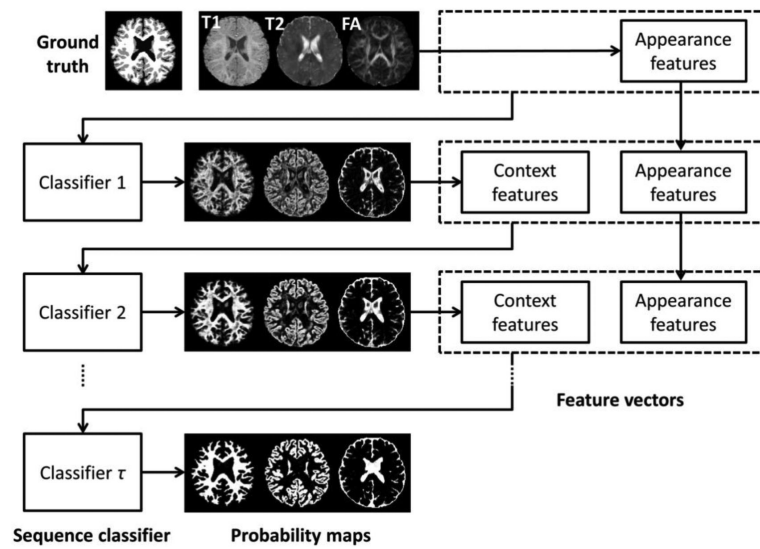 Ground
truth
T1
T2
FA
Appearance
features
Classifier 1
Context
features
Appearance
features
Classifier 2
Context
features
Appearance
features
Feature vectors
Classifier τ
Sequence classifier
Probability maps